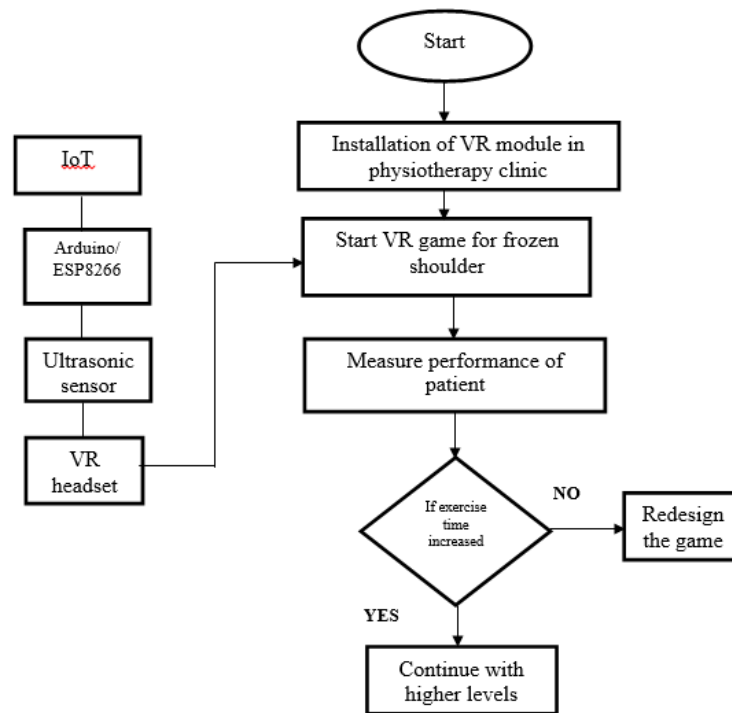 Start
Installation of VR module in
physiotherapy clinic
IoT
Start VR game for frozen
shoulder
Arduino/
ESP8266
Ultrasonic
sensor
Measure performance of
patient
VR
headset
If exercise
time
increased
NO
Redesign
the game
YES
Continue with
higher levels